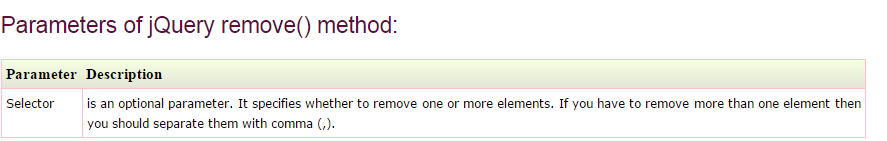 Parameters of jQuery remove() method:
Parameter Description
Selector is an optional parameter. It specifies whether to remove one or more elements. If you have to remove more than one element then
you should separate them with comma (,).